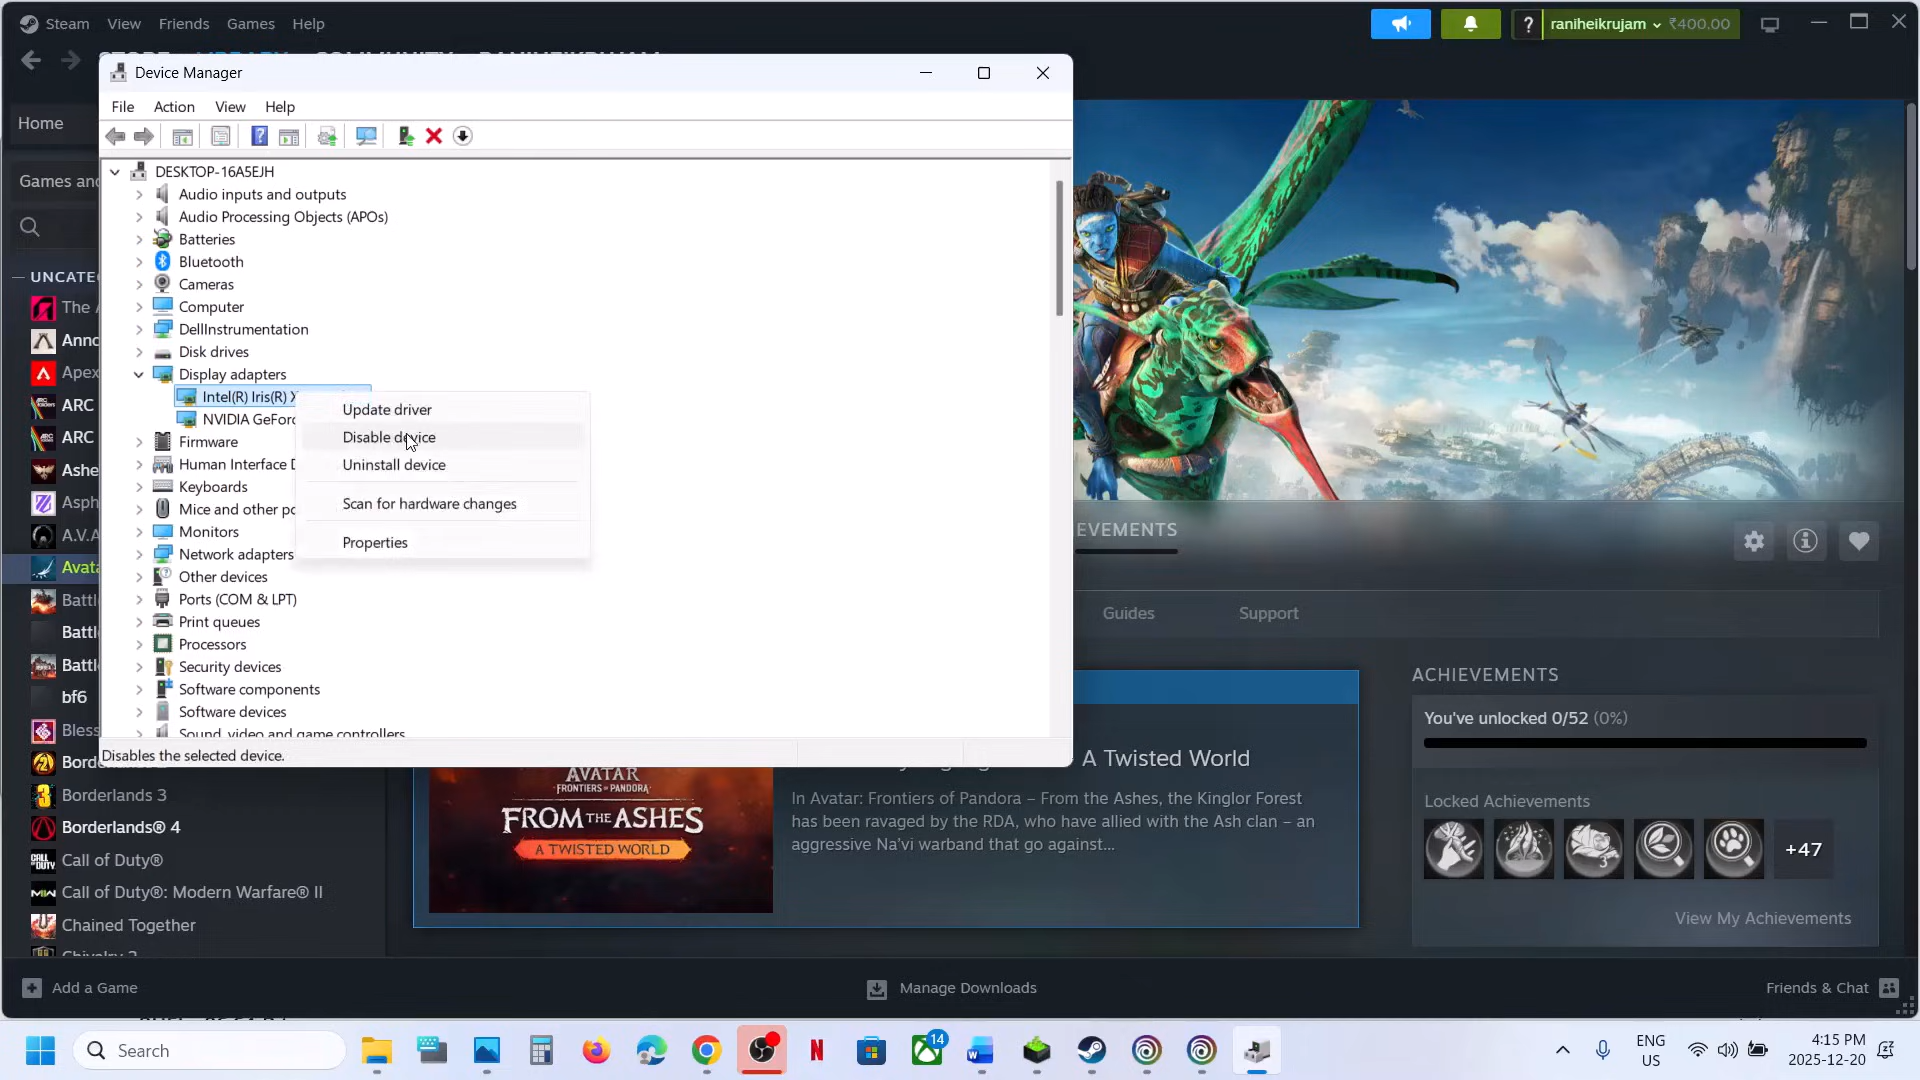 Steam View Friends Games Help
? raniheikrujam ₹400.00
Device Manager
File Action View Help
Home
Games and
DESKTOP-16A5EJH
Audio inputs and outputs
Audio Processing Objects (APOs)
Batteries
Bluetooth
Cameras
Computer
DellInstrumentation
Disk drives
Display adapters
Intel(R) Iris(R) X
NVIDIA GeForc
Firmware
Human Interface D
Keyboards
Mice and other po
Monitors
Network adapters
Other devices
Ports (COM & LPT)
Print queues
Processors
Security devices
Software components
Software devices
Sound, video and game controllers
Disables the selected device.
Update driver
Disable device
Uninstall device
Scan for hardware changes
Properties
UNCATE
The A
Anno
Apex
ARC
ARC
Ashe
Asph
A.V.A
Avata
Battl
Battl
Battl
bf6
Bless
Borderlands 3
Borderlands® 4
Call of Duty®
Call of Duty®: Modern Warfare® II
Chained Together
EVEMENTS
Guides Support
A Twisted World
AVATAR
FRONTIERS OF PANDORA
FROM THE ASHES
A TWISTED WORLD
In Avatar: Frontiers of Pandora – From the Ashes, the Kinglor Forest
has been ravaged by the RDA, who have allied with the Ash clan – an
aggressive Na'vi warband that go against...
ACHIEVEMENTS
You've unlocked 0/52 (0%)
Locked Achievements
+47
View My Achievements
Add a Game
Manage Downloads
Friends & Chat
Search
14
ENG
US
4:15 PM
2025-12-20